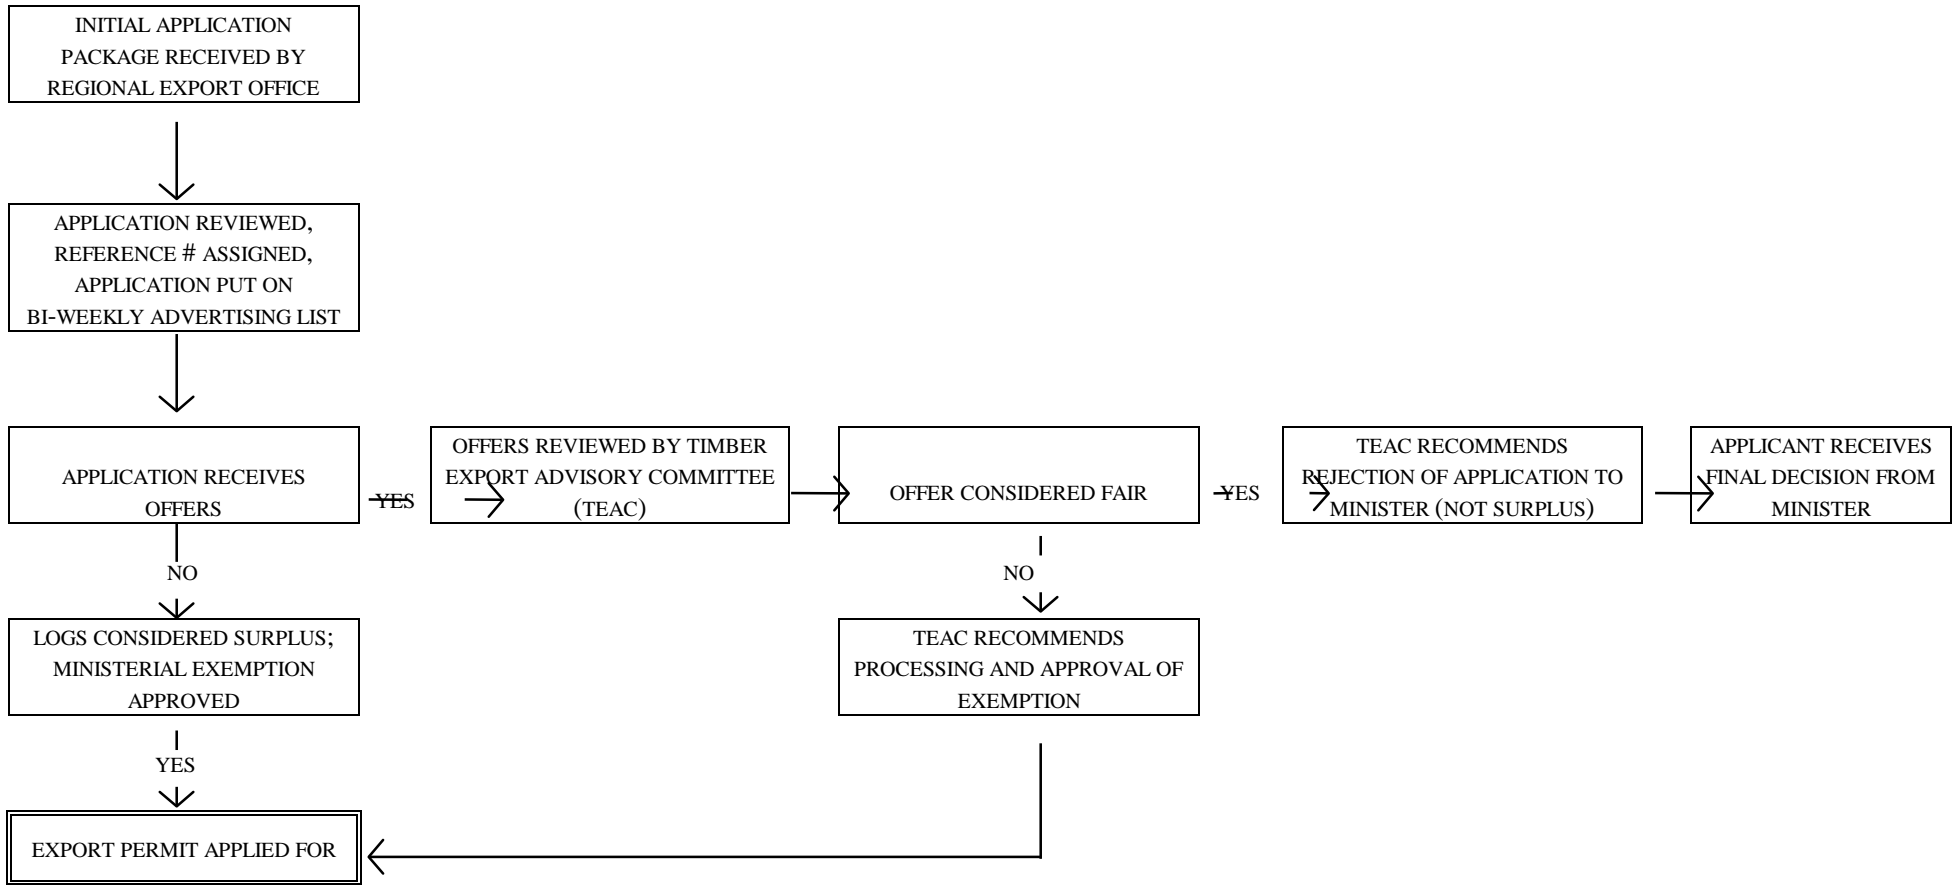 INITIAL APPLICATION
PACKAGE RECEIVED BY
REGIONAL EXPORT OFFICE
APPLICATION REVIEWED,
REFERENCE # ASSIGNED,
APPLICATION PUT ON
BI-WEEKLY ADVERTISING LIST
APPLICATION RECEIVES
OFFERS
YES
OFFERS REVIEWED BY TIMBER
EXPORT ADVISORY COMMITTEE
(TEAC)
OFFER CONSIDERED FAIR
YES
TEAC RECOMMENDS
REJECTION OF APPLICATION TO
MINISTER (NOT SURPLUS)
APPLICANT RECEIVES
FINAL DECISION FROM
MINISTER
NO
NO
LOGS CONSIDERED SURPLUS;
MINISTERIAL EXEMPTION
APPROVED
TEAC RECOMMENDS
PROCESSING AND APPROVAL OF
EXEMPTION
YES
EXPORT PERMIT APPLIED FOR